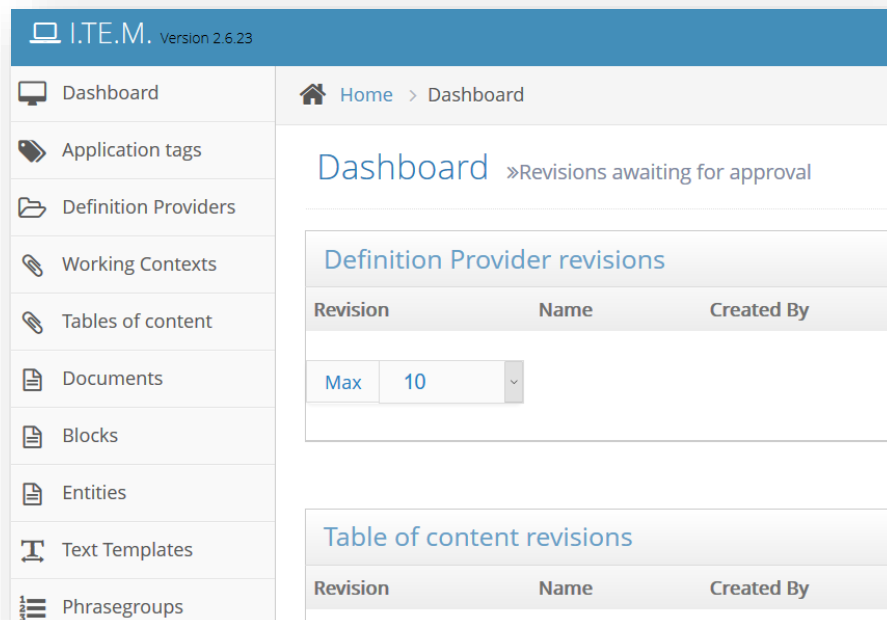 I.TE.M. Version 2.6.23
Dashboard
Application tags
Definition Providers
Working Contexts
Tables of content
Documents
Blocks
Entities
Text Templates
Phrasegroups
Home > Dashboard
Dashboard »Revisions awaiting for approval
Definition Provider revisions
Revision Name Created By
Max 10
Table of content revisions
Revision Name Created By